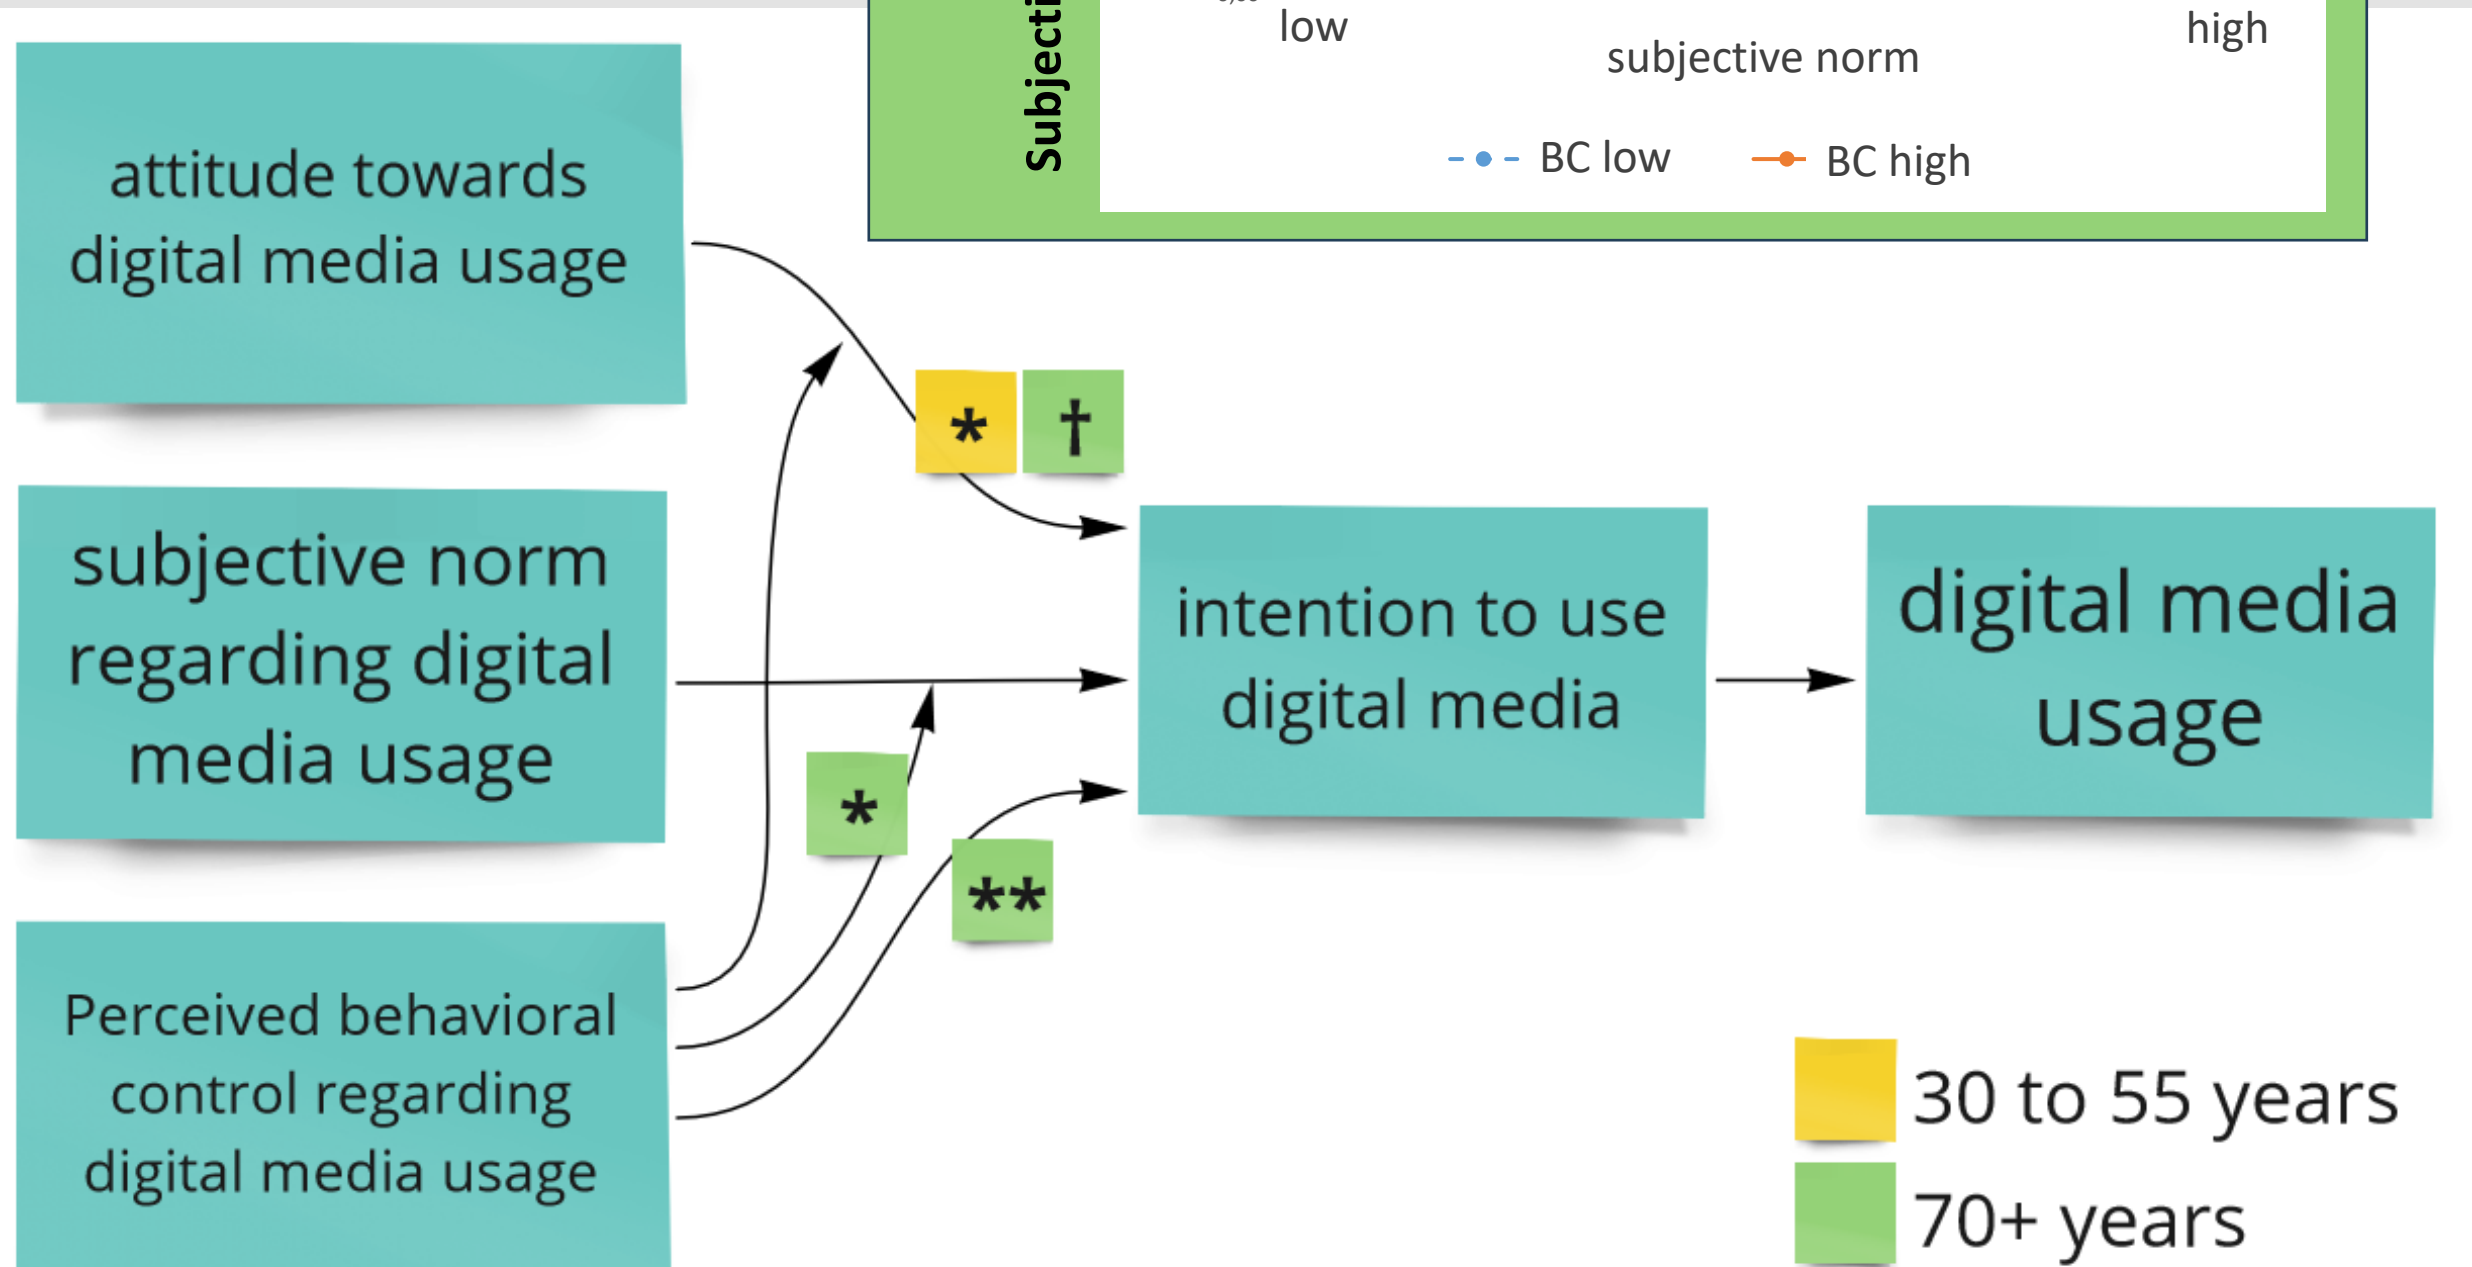 low
high
subjective norm
Subjecti
BC low
BC high
attitude towards
digital media usage
*
†
subjective norm
regarding digital
media usage
intention to use
digital media
digital media
usage
*
**
Perceived behavioral
control regarding
digital media usage
30 to 55 years
70+ years